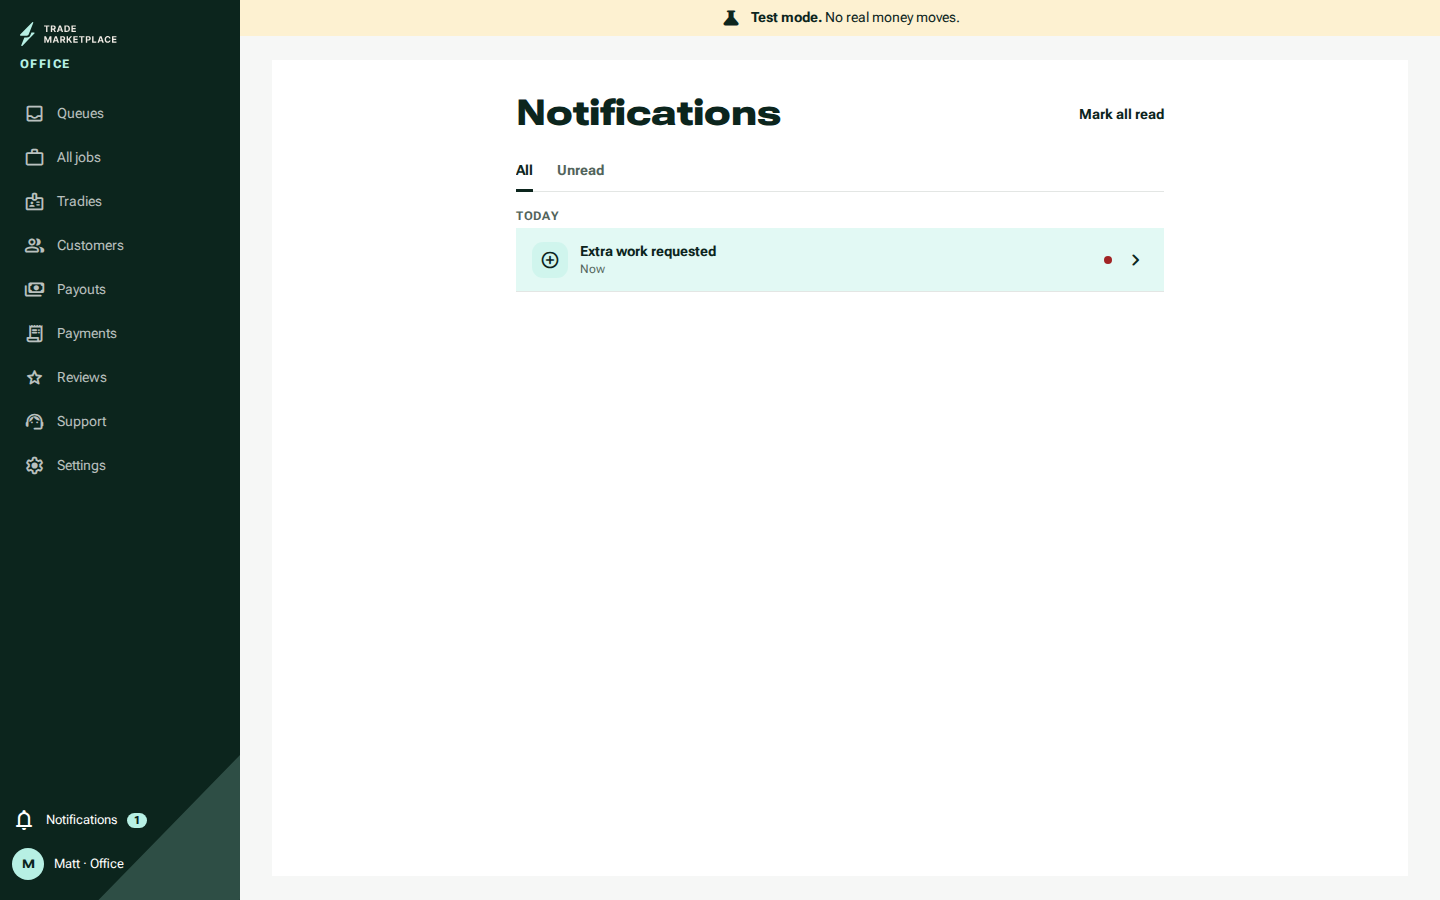 TRADE
MARKETPLACE
OFFICE
Queues
All jobs
Tradies
Customers
Payouts
Payments
Reviews
Support
Settings
Notifications 1
M Matt · Office
Test mode. No real money moves.
Notifications
Mark all read
All Unread
TODAY
Extra work requested
Now